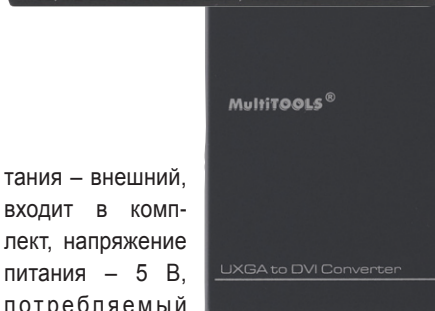 тания – внешний,
входит в комп-
лект, напряжение
питания – 5 В,
потребляемый
MultiTOOLS®
UXGA to DVI Converter